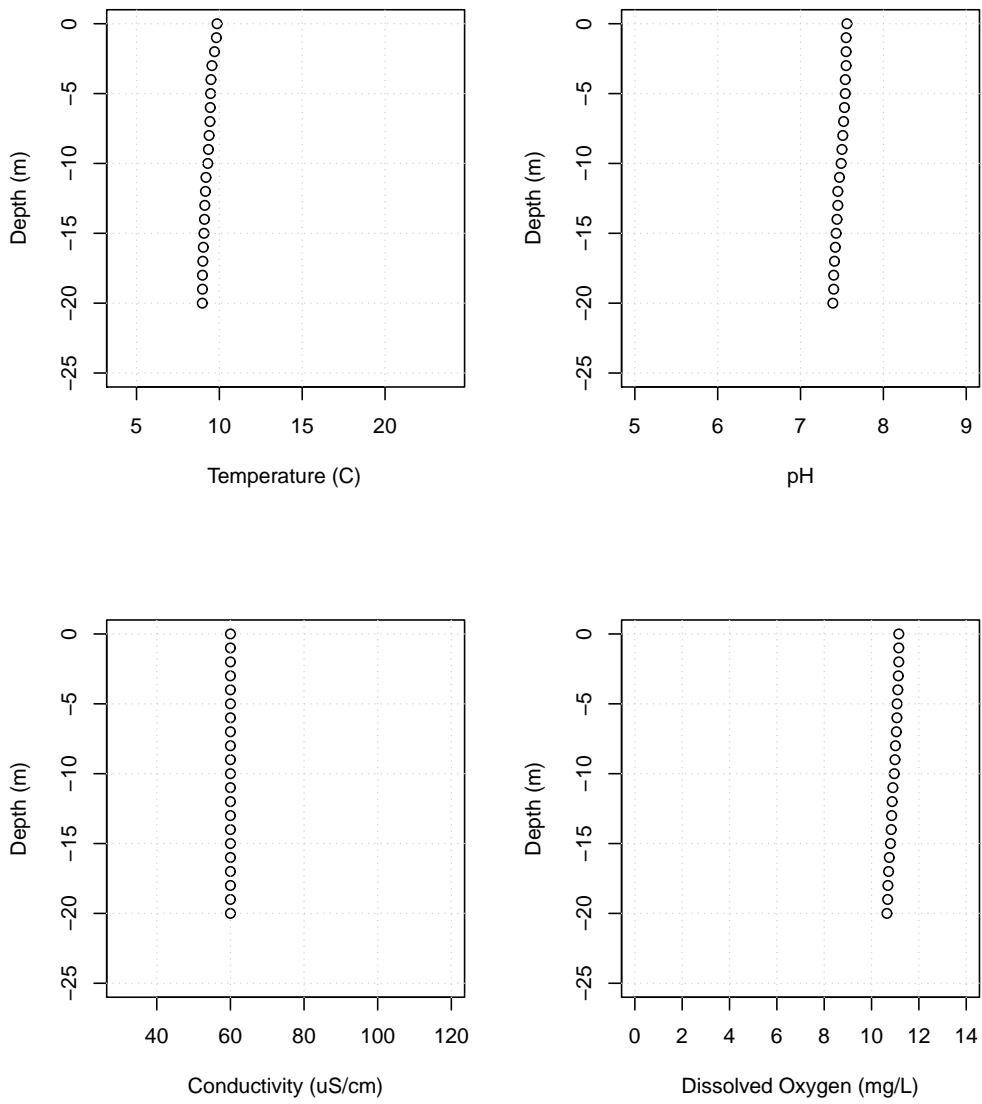 0
−5
−10
−15
−20
−25
Depth (m)
5 10 15 20
Temperature (C)
0
−5
−10
−15
−20
−25
Depth (m)
5 6 7 8 9
pH
0
−5
−10
−15
−20
−25
Depth (m)
40 60 80 100 120
Conductivity (uS/cm)
0
−5
−10
−15
−20
−25
Depth (m)
0 2 4 6 8 10 12 14
Dissolved Oxygen (mg/L)